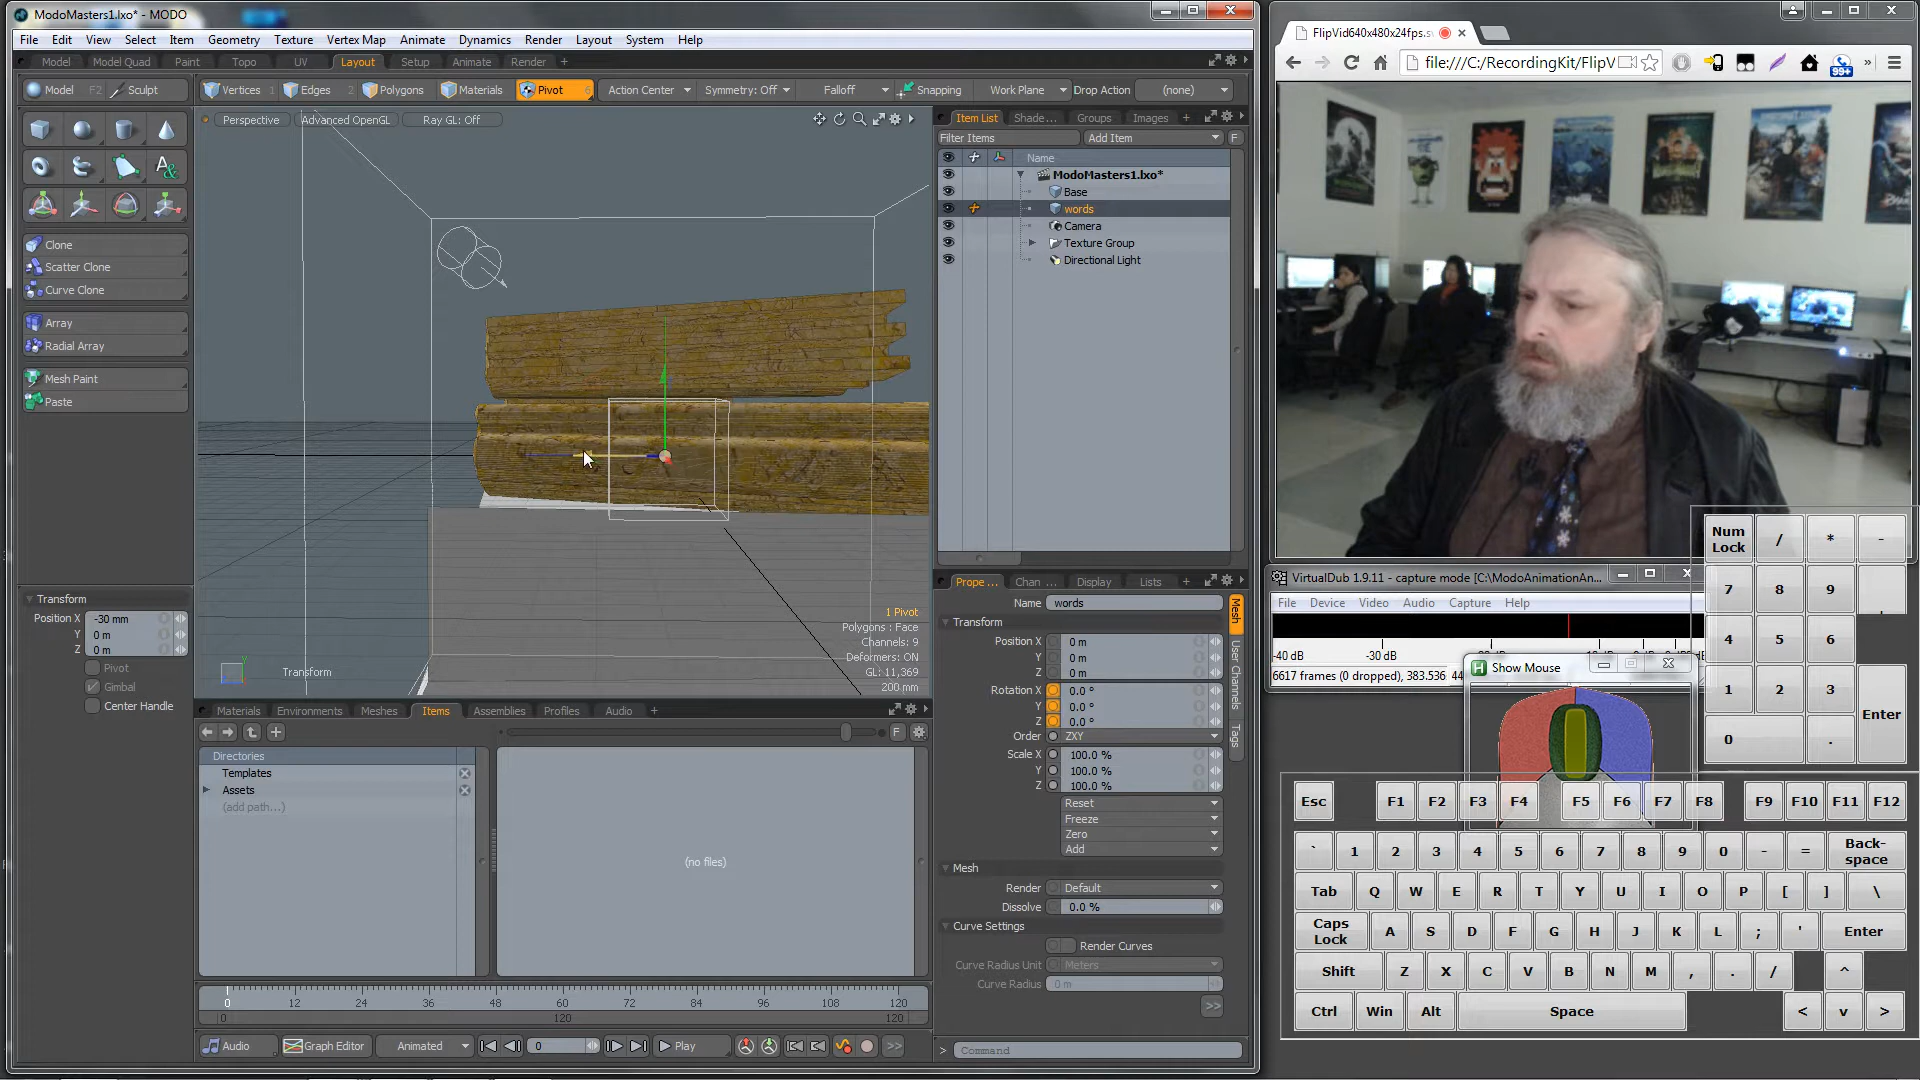 ModoMasters1.lxo* - MODO
File Edit View Select Item Geometry Texture Vertex Map Animate Dynamics Render Layout System Help
Model Model Quad Paint Topo UV Layout Setup Animate Render +
Model F2 Sculpt Vertices 1 Edges 2 Polygons Materials Pivot 6 Action Center Symmetry: Off Falloff Snapping Work Plane Drop Action (none)
Perspective Advanced OpenGL Ray GL: Off
Clone
Scatter Clone
Curve Clone
Array
Radial Array
Mesh Paint
Paste
Transform
Position X -30 mm
Y 0 m
Z 0 m
Pivot
Gimbal
Center Handle
1 Pivot
Polygons : Face
Channels: 9
Deformers: ON
GL: 11,369
200 mm
Transform
Item List Shade... Groups Images +
Filter Items Add Item F
Name
ModoMasters1.lxo*
Base
words
Camera
Texture Group
Directional Light
Prope ... Chan ... Display Lists +
Name words
Transform
Position X 0 m
Y 0 m
Z 0 m
Rotation X 0.0 °
Y 0.0 °
Z 0.0 °
Order ZXY
Scale X 100.0 %
Y 100.0 %
Z 100.0 %
Reset
Freeze
Zero
Add
Mesh
Render Default
Dissolve 0.0 %
Curve Settings
Render Curves
Curve Radius Unit Meters
Curve Radius 0 m
>>
Mesh
User Channels
Tags
Materials Environments Meshes Items Assemblies Profiles Audio +
F
Directories
Templates
Assets
(add path...)
(no files)
0 12 24 36 48 60 72 84 96 108 120
0 120 120
Audio Graph Editor Animated 0 Play >>
> Command
FlipVid640x480x24fps.sw
file:///C:/RecordingKit/FlipV
99+
VirtualDub 1.9.11 - capture mode [C:\ModoAnimationAn...
File Device Video Audio Capture Help
-40 dB -30 dB
6617 frames (0 dropped), 383.536
Show Mouse
Num Lock / * -
7 8 9
4 5 6
1 2 3 Enter
0 .
Esc F1 F2 F3 F4 F5 F6 F7 F8 F9 F10 F11 F12
` 1 2 3 4 5 6 7 8 9 0 - = Back-space
Tab Q W E R T Y U I O P [ ] \
Caps Lock A S D F G H J K L ; ' Enter
Shift Z X C V B N M , . / ^
Ctrl Win Alt Space < v >